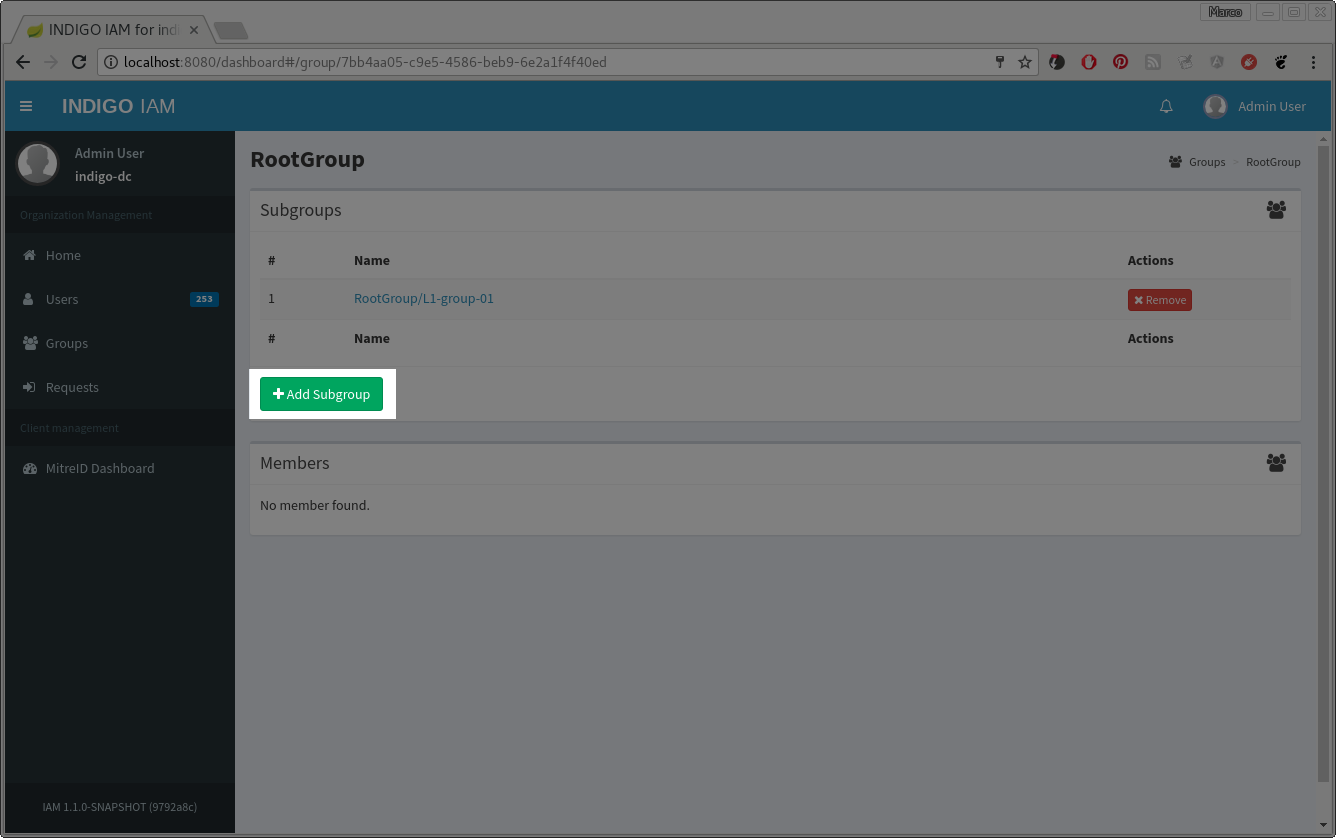 Marco
INDIGO IAM for indi
localhost:8080/dashboard#/group/7bb4aa05-c9e5-4586-beb9-6e2a1f4f40ed
INDIGO IAM
Admin User
Admin User
indigo-dc
Organization Management
Home
Users 253
Groups
Requests
Client management
MitreID Dashboard
IAM 1.1.0-SNAPSHOT (9792a8c)
RootGroup
Groups > RootGroup
Subgroups
# Name Actions
1 RootGroup/L1-group-01 Remove
# Name Actions
Add Subgroup
Members
No member found.